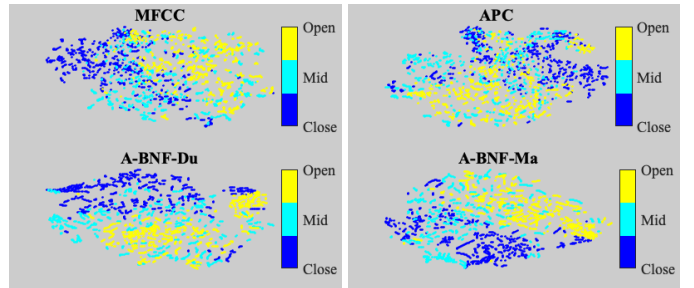 MFCC
Open
Mid
Close
APC
Open
Mid
Close
A-BNF-Du
Open
Mid
Close
A-BNF-Ma
Open
Mid
Close